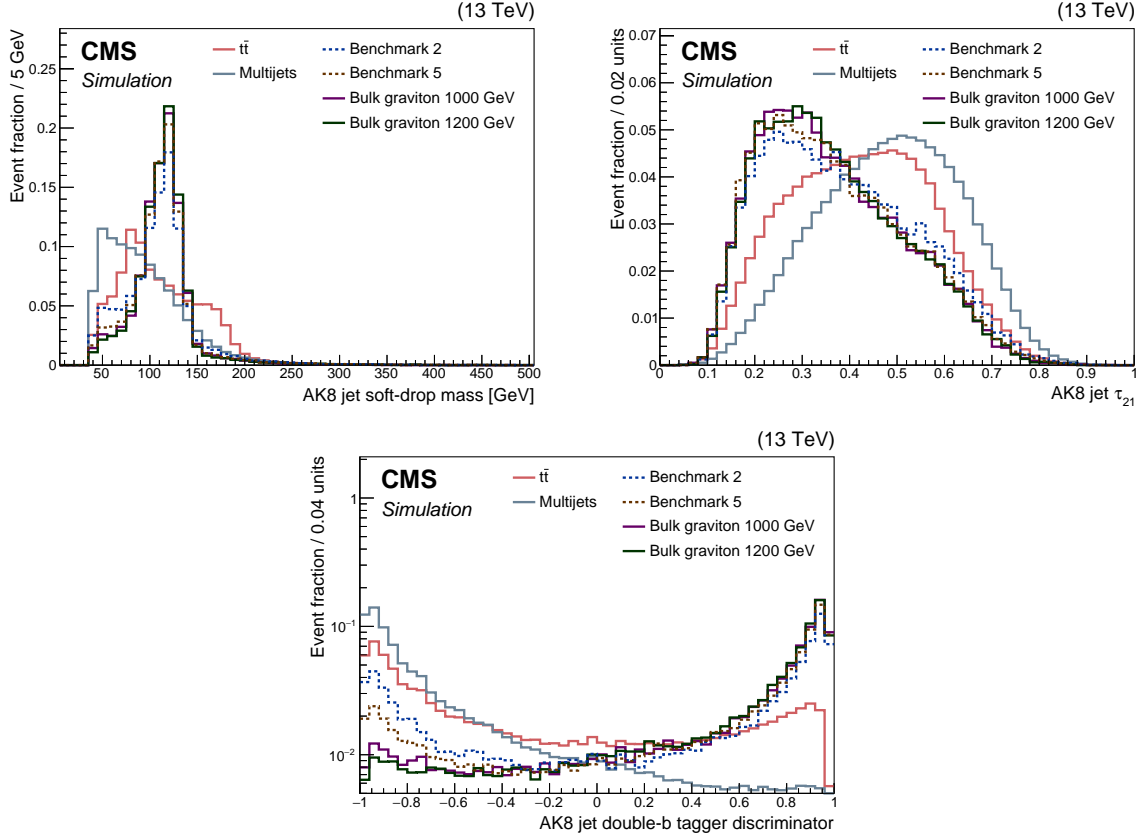 (13 TeV)
CMS
Simulation
tt̄
Multijets
Benchmark 2
Benchmark 5
Bulk graviton 1000 GeV
Bulk graviton 1200 GeV
Event fraction / 5 GeV
0.25
0.2
0.15
0.1
0.05
0
50 100 150 200 250 300 350 400 450 500
AK8 jet soft-drop mass [GeV]
(13 TeV)
CMS
Simulation
tt̄
Multijets
Benchmark 2
Benchmark 5
Bulk graviton 1000 GeV
Bulk graviton 1200 GeV
Event fraction / 0.02 units
0.07
0.06
0.05
0.04
0.03
0.02
0.01
0
0 0.1 0.2 0.3 0.4 0.5 0.6 0.7 0.8 0.9 1
AK8 jet τ21
(13 TeV)
CMS
Simulation
tt̄
Multijets
Benchmark 2
Benchmark 5
Bulk graviton 1000 GeV
Bulk graviton 1200 GeV
Event fraction / 0.04 units
1
10−1
10−2
−1 −0.8 −0.6 −0.4 −0.2 0 0.2 0.4 0.6 0.8 1
AK8 jet double-b tagger discriminator